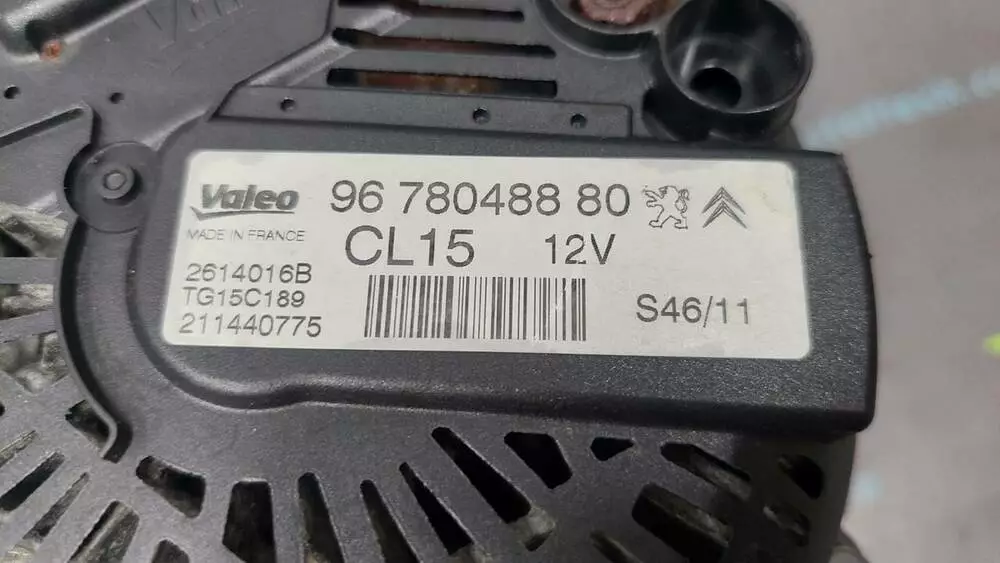 Valeo
96 780488 80
MADE IN FRANCE
CL15 12V
2614016B
TG15C189
211440775
S46/11